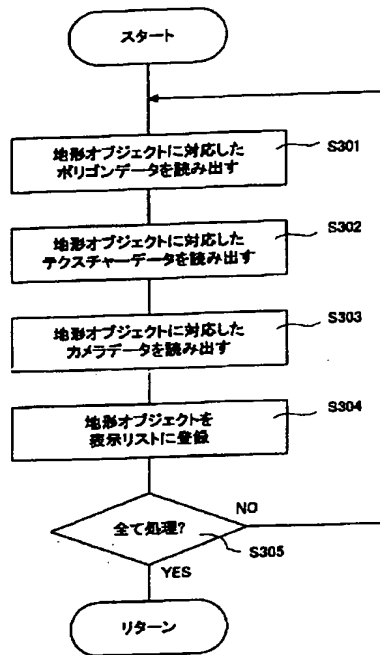 スタート
地形オブジェクトに対応した
ポリゴンデータを読み出す
S301
地形オブジェクトに対応した
テクスチャーデータを読み出す
S302
地形オブジェクトに対応した
カメラデータを読み出す
S303
地形オブジェクトを
表示リストに登録
S304
全て処理?
NO
S305
YES
リターン